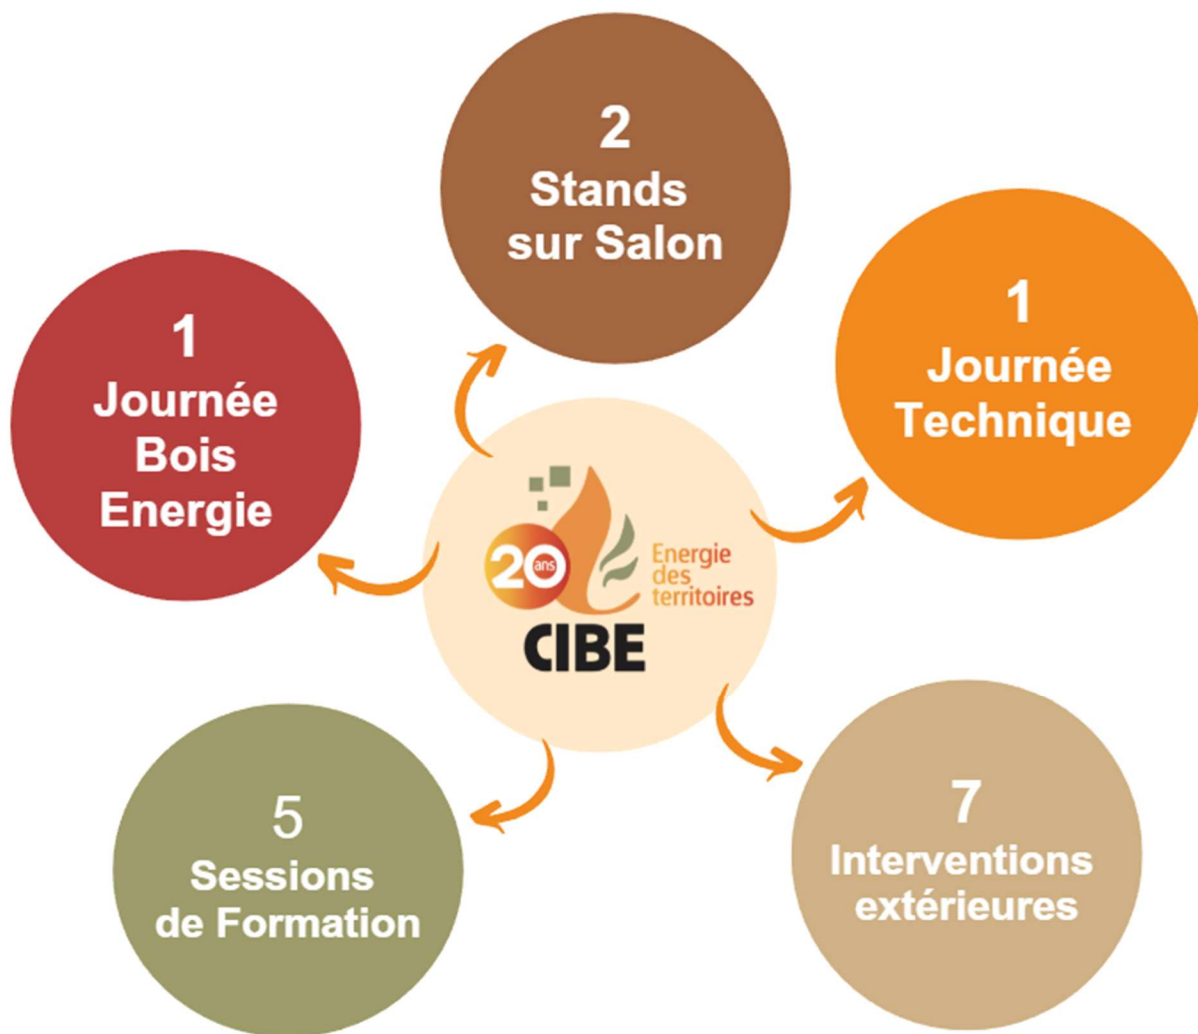 2
Stands
sur Salon
1
Journée
Technique
1
Journée
Bois
Energie
20
ans
Energie
des
territoires
CIBE
5
Sessions
de Formation
7
Interventions
extérieures